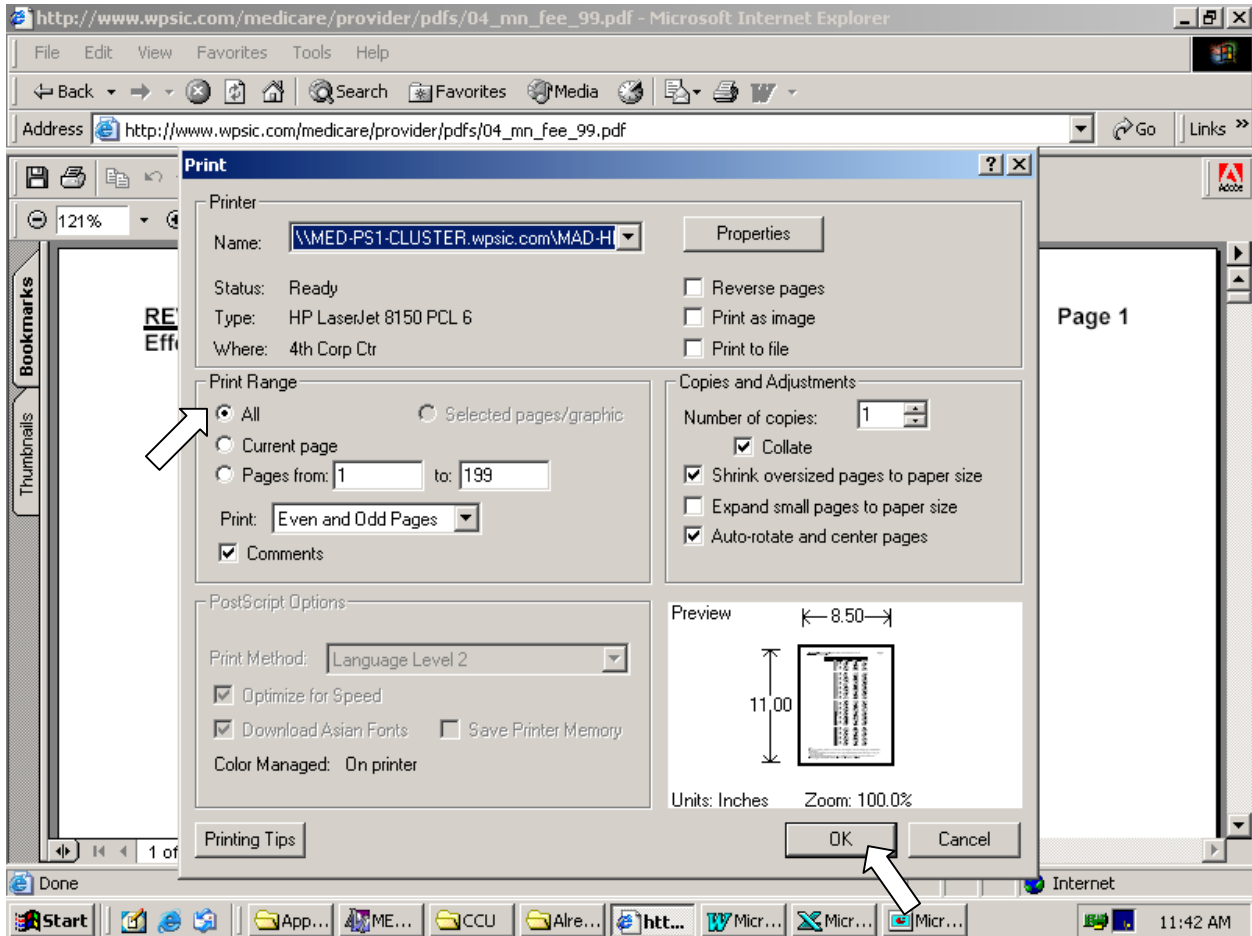 http://www.wpsic.com/medicare/provider/pdfs/04_mn_fee_99.pdf - Microsoft Internet Explorer
File Edit View Favorites Tools Help
Back Search Favorites Media
Address http://www.wpsic.com/medicare/provider/pdfs/04_mn_fee_99.pdf Go Links »
Print
Adobe
121%
Printer
Name: \\MED-PS1-CLUSTER.wpsic.com\MAD-H
Properties
Status: Ready
Reverse pages
Type: HP LaserJet 8150 PCL 6
Print as image
Where: 4th Corp Ctr
Print to file
Bookmarks
Thumbnails
RE
Effe
Page 1
Print Range
All
Selected pages/graphic
Current page
Pages from: 1 to: 199
Print: Even and Odd Pages
Comments
Copies and Adjustments
Number of copies: 1
Collate
Shrink oversized pages to paper size
Expand small pages to paper size
Auto-rotate and center pages
PostScript Options
Print Method: Language Level 2
Optimize for Speed
Download Asian Fonts Save Printer Memory
Color Managed: On printer
Preview
8.50
11.00
Units: Inches Zoom: 100.0%
Printing Tips
OK
Cancel
1 of
Done
Internet
Start App... ME... CCU Alre... htt... Micr... Micr... Micr... 11:42 AM